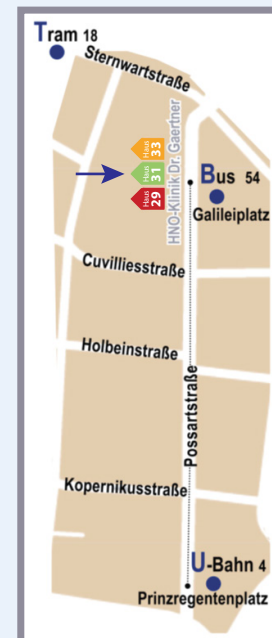 Tram 18
Sternwartstraße
Haus 33
Haus 31
Haus 29
HNO-Klinik Dr. Gaertner
Bus 54
Galileiplatz
Cuvilliesstraße
Holbeinstraße
Possartstraße
Kopernikusstraße
U-Bahn 4
Prinzregentenplatz